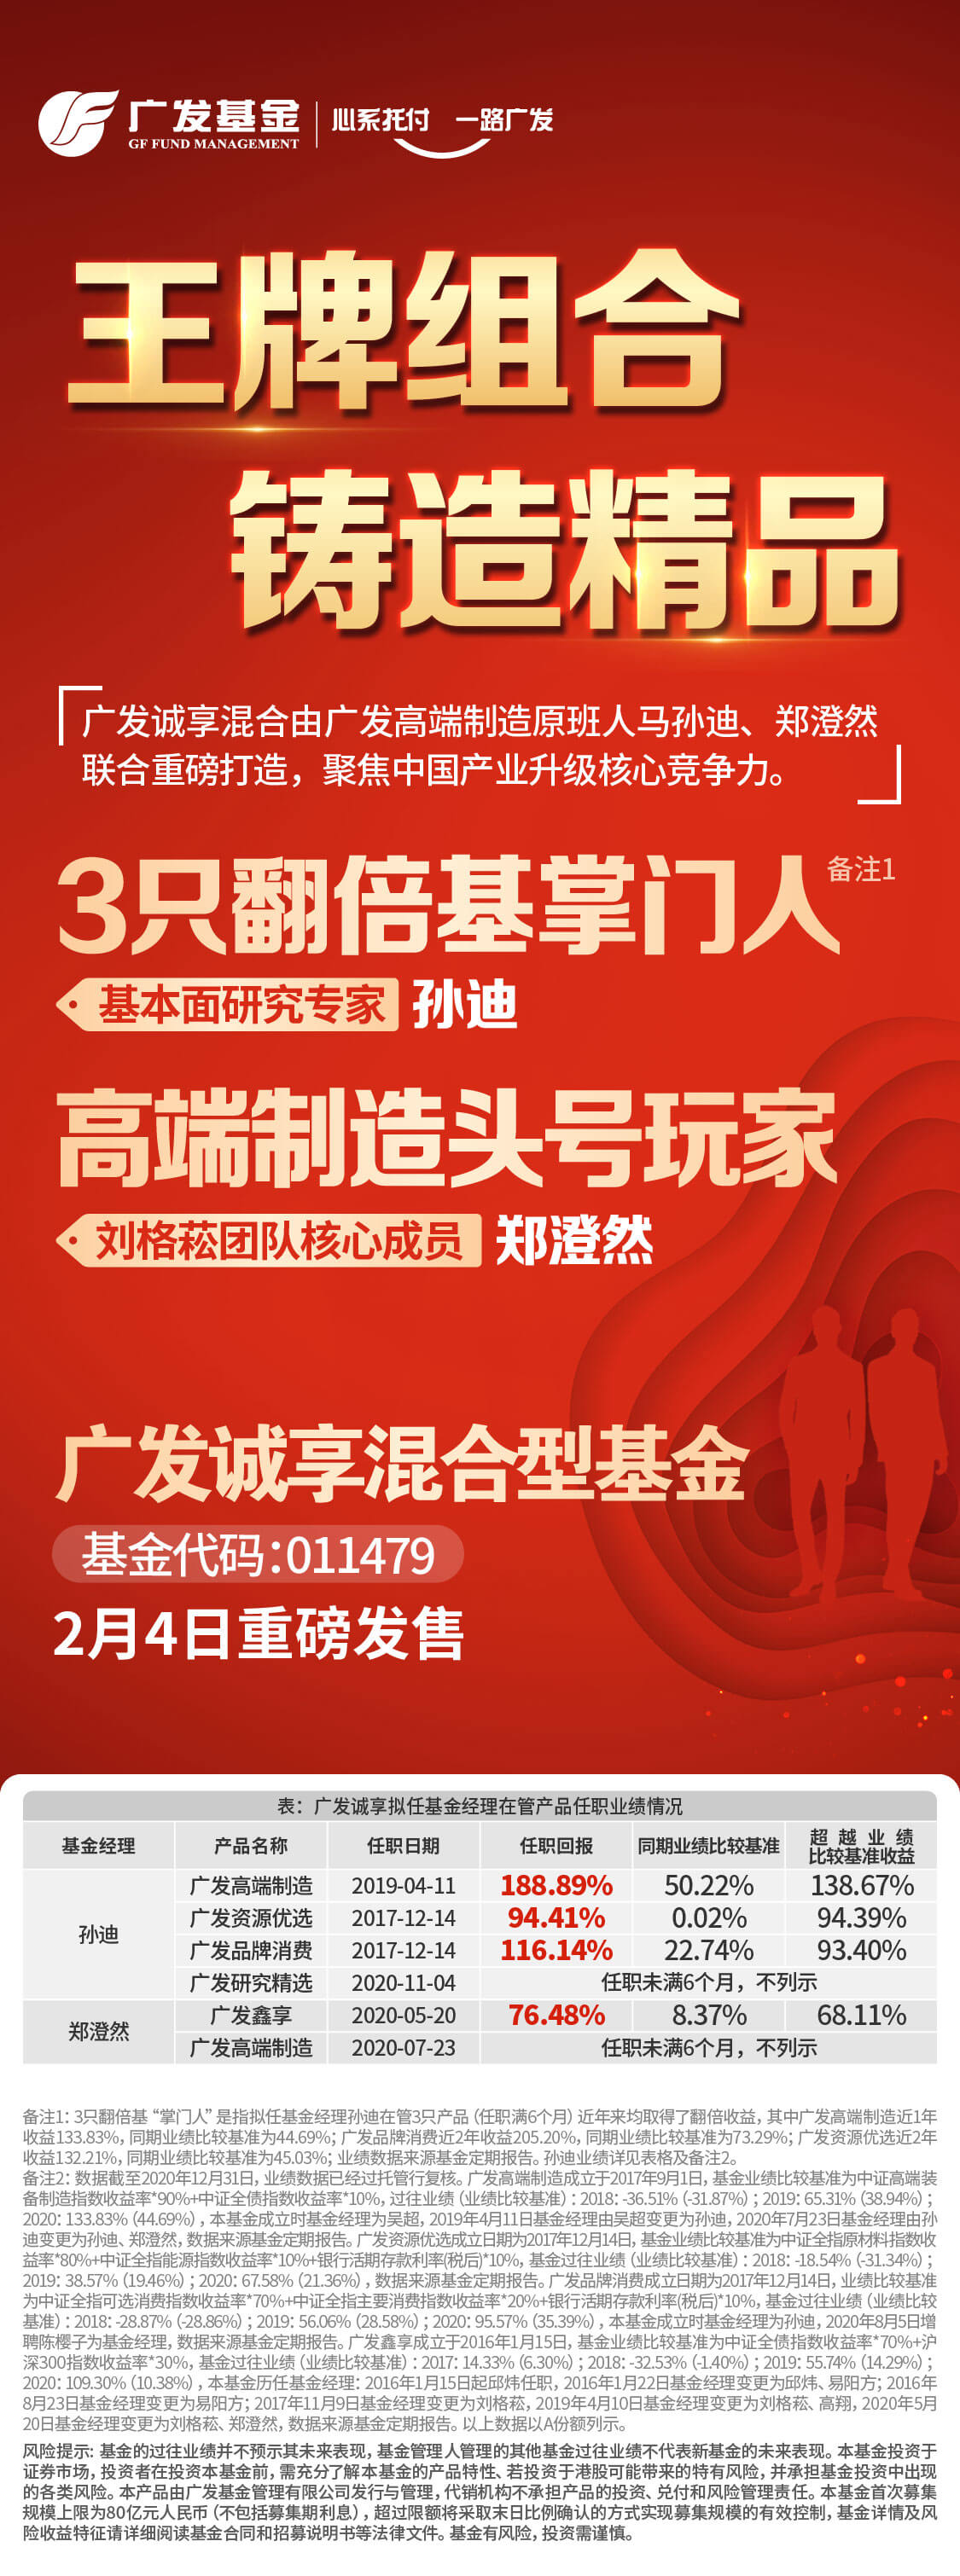 广发基金
GF FUND MANAGEMENT
心系托付 一路广发
王牌组合
铸造精品
广发诚享混合由广发高端制造原班人马孙迪、郑澄然
联合重磅打造，聚焦中国产业升级核心竞争力。
3只翻倍基掌门人 备注1
基本面研究专家 孙迪
高端制造头号玩家
刘格菘团队核心成员 郑澄然
广发诚享混合型基金
基金代码:011479
2月4日重磅发售
表：广发诚享拟任基金经理在管产品任职业绩情况
基金经理 产品名称 任职日期 任职回报 同期业绩比较基准 超越业绩比较基准收益
孙迪 广发高端制造 2019-04-11 188.89% 50.22% 138.67%
广发资源优选 2017-12-14 94.41% 0.02% 94.39%
广发品牌消费 2017-12-14 116.14% 22.74% 93.40%
广发研究精选 2020-11-04 任职未满6个月，不列示
郑澄然 广发鑫享 2020-05-20 76.48% 8.37% 68.11%
广发高端制造 2020-07-23 任职未满6个月，不列示
备注1：3只翻倍基“掌门人”是指拟任基金经理孙迪在管3只产品（任职满6个月）近年来均取得了翻倍收益，其中广发高端制造近1年
收益133.83%，同期业绩比较基准为44.69%；广发品牌消费近2年收益205.20%，同期业绩比较基准为73.29%；广发资源优选近2年
收益132.21%，同期业绩比较基准为45.03%；业绩数据来源基金定期报告。孙迪业绩详见表格及备注2。
备注2：数据截至2020年12月31日，业绩数据已经过托管行复核。广发高端制造成立于2017年9月1日，基金业绩比较基准为中证高端装
备制造指数收益率*90%+中证全债指数收益率*10%，过往业绩（业绩比较基准）：2018：-36.51%（-31.87%）；2019：65.31%（38.94%）；
2020：133.83%（44.69%），本基金成立时基金经理为吴超，2019年4月11日基金经理由吴超变更为孙迪，2020年7月23日基金经理由孙
迪变更为孙迪、郑澄然，数据来源基金定期报告。广发资源优选成立日期为2017年12月14日，基金业绩比较基准为中证全指原材料指数收
益率*80%+中证全指能源指数收益率*10%+银行活期存款利率(税后)*10%，基金过往业绩（业绩比较基准）：2018：-18.54%（-31.34%）；
2019：38.57%（19.46%）；2020：67.58%（21.36%），数据来源基金定期报告。广发品牌消费成立日期为2017年12月14日，业绩比较基准
为中证全指可选消费指数收益率*70%+中证全指主要消费指数收益率*20%+银行活期存款利率(税后)*10%，基金过往业绩（业绩比较
基准）：2018：-28.87%（-28.86%）；2019：56.06%（28.58%）；2020：95.57%（35.39%），本基金成立时基金经理为孙迪，2020年8月5日增
聘陈樱子为基金经理，数据来源基金定期报告。广发鑫享成立于2016年1月15日，基金业绩比较基准为中证全债指数收益率*70%+沪
深300指数收益率*30%，基金过往业绩（业绩比较基准）：2017：14.33%（6.30%）；2018：-32.53%（-1.40%）；2019：55.74%（14.29%）；
2020：109.30%（10.38%），本基金历任基金经理：2016年1月15日起邱炜任职，2016年1月22日基金经理变更为邱炜、易阳方；2016年
8月23日基金经理变更为易阳方；2017年11月9日基金经理变更为刘格菘，2019年4月10日基金经理变更为刘格菘、高翔，2020年5月
20日基金经理变更为刘格菘、郑澄然，数据来源基金定期报告。以上数据以A份额列示。
风险提示: 基金的过往业绩并不预示其未来表现，基金管理人管理的其他基金过往业绩不代表新基金的未来表现。本基金投资于
证券市场，投资者在投资本基金前，需充分了解本基金的产品特性、若投资于港股可能带来的特有风险，并承担基金投资中出现
的各类风险。本产品由广发基金管理有限公司发行与管理，代销机构不承担产品的投资、兑付和风险管理责任。本基金首次募集
规模上限为80亿元人民币（不包括募集期利息），超过限额将采取末日比例确认的方式实现募集规模的有效控制，基金详情及风
险收益特征请详细阅读基金合同和招募说明书等法律文件。基金有风险，投资需谨慎。